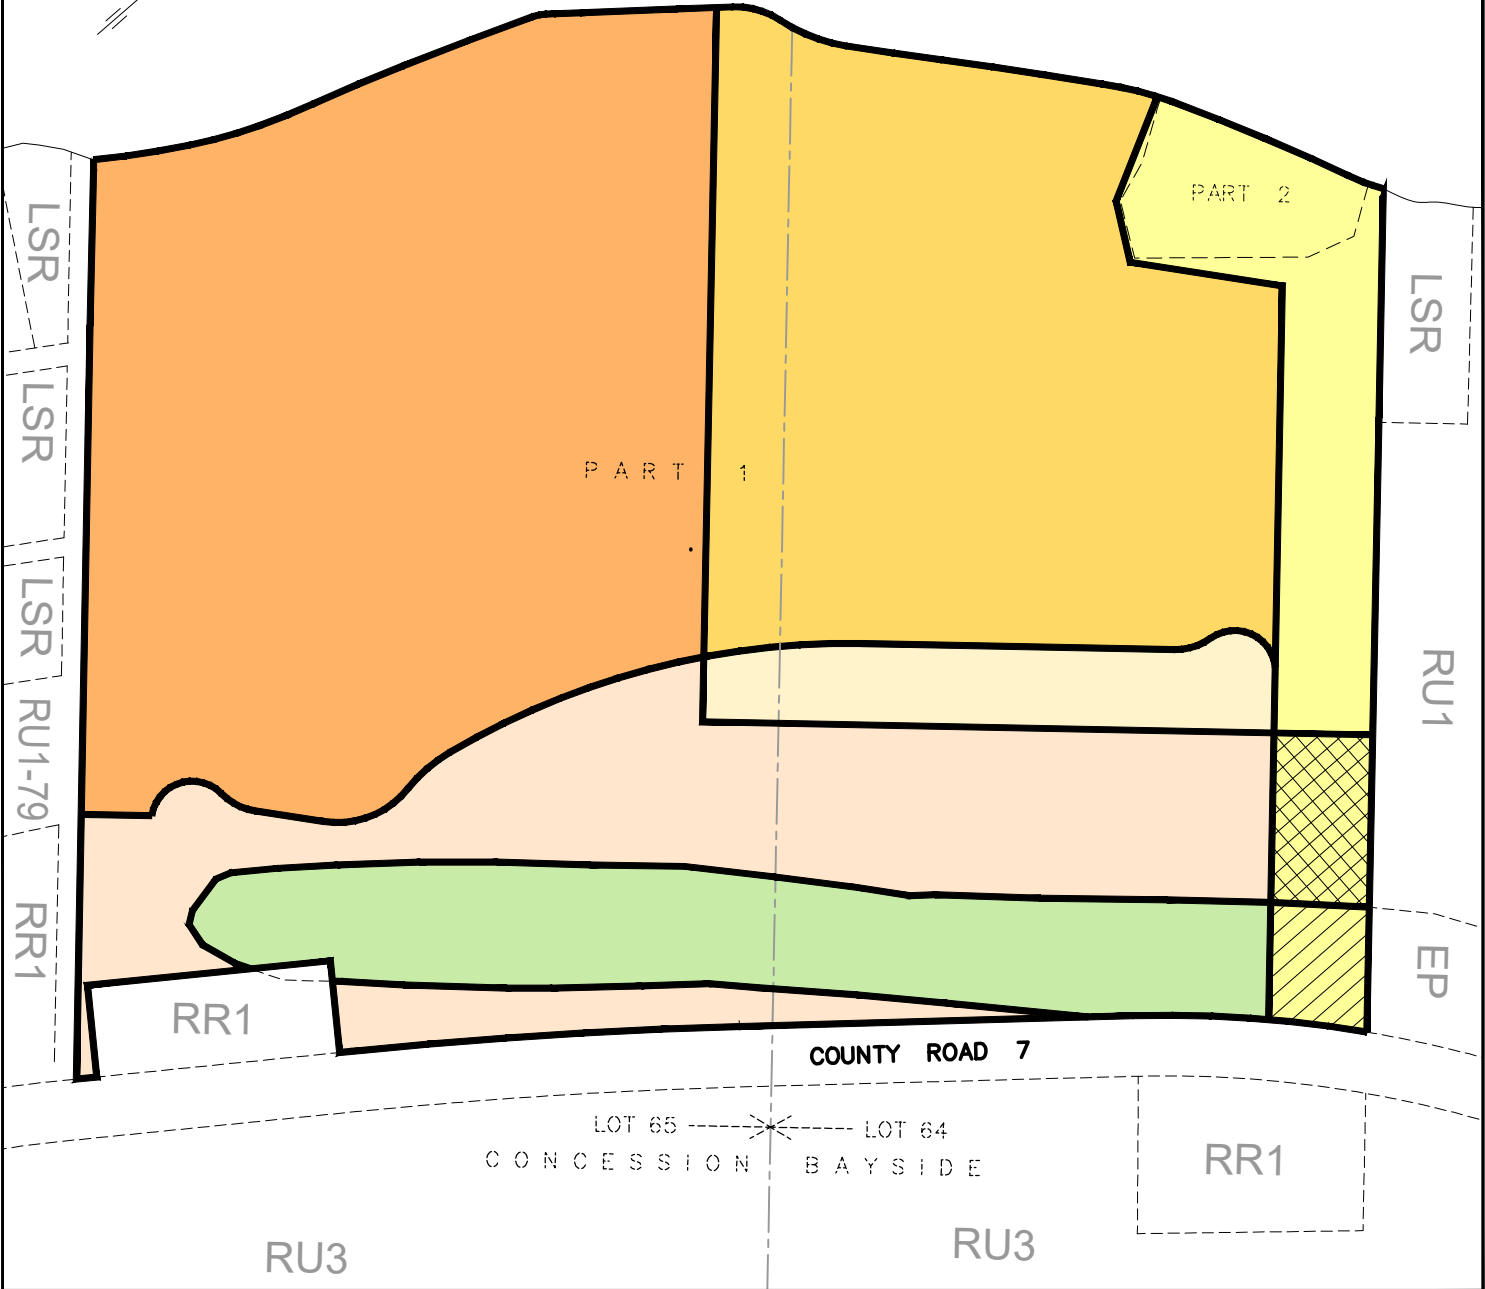 PART 2
LSR
LSR
LSR
LSR
PART 1
RU1
RU1-79
RR1
EP
RR1
COUNTY ROAD 7
LOT 65 LOT 64
CONCESSION BAYSIDE
RR1
RU3
RU3